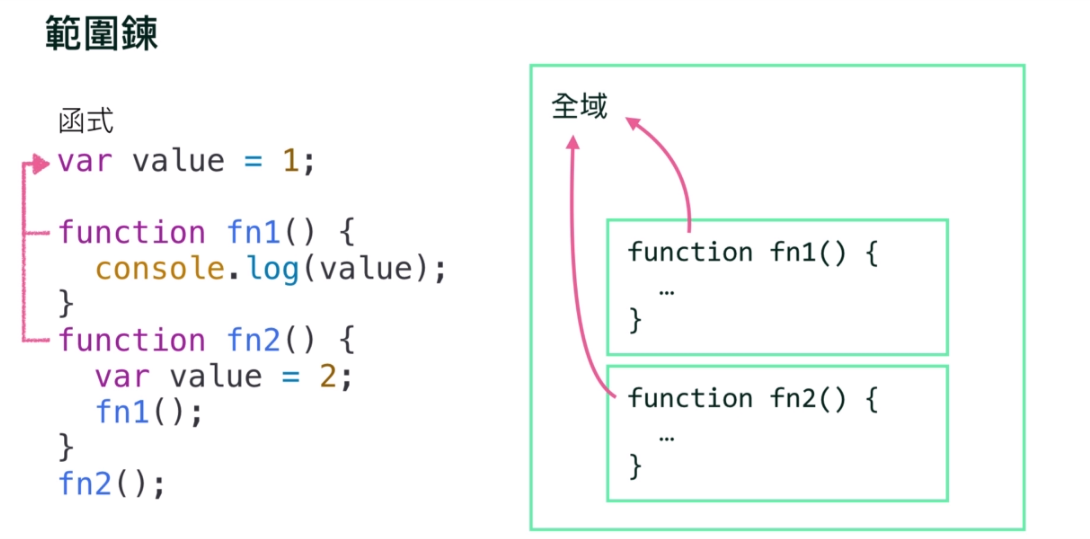 範圍鍊
函式
var value = 1;
function fn1() {
  console.log(value);
}
function fn2() {
  var value = 2;
  fn1();
}
fn2();
全域
function fn1() {
  …
}
function fn2() {
  …
}